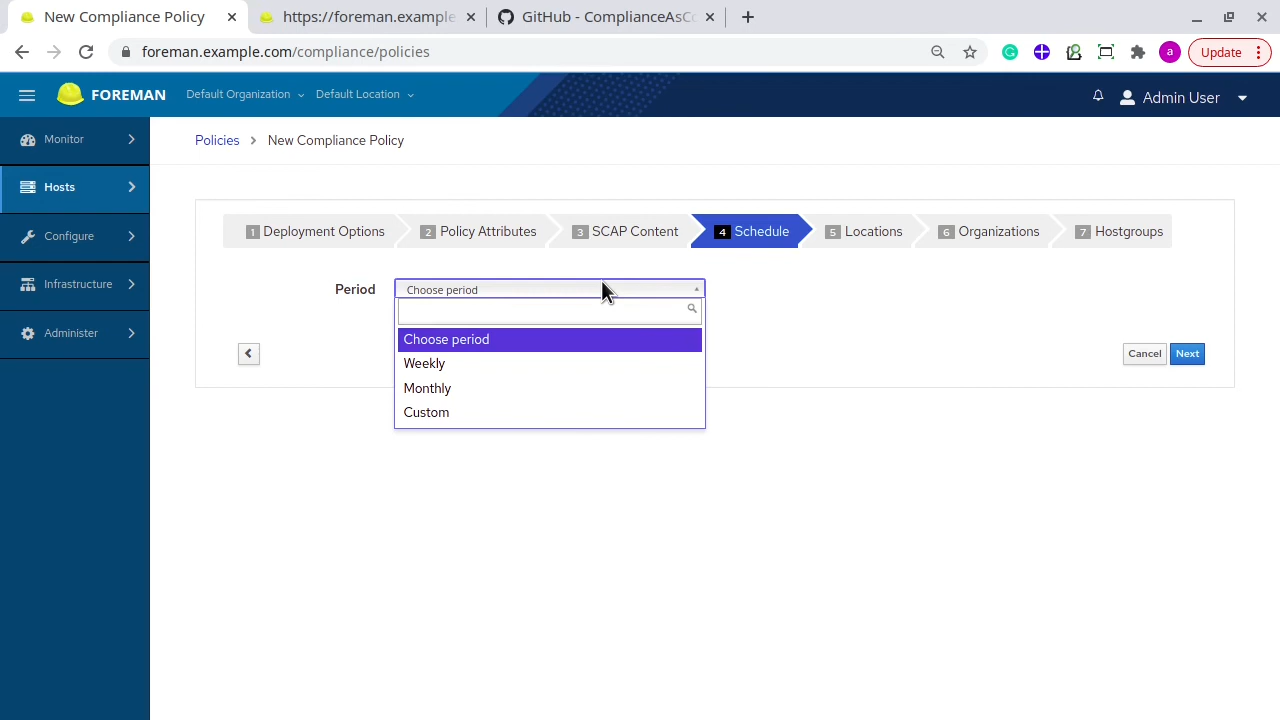 New Compliance Policy
https://foreman.example
GitHub - ComplianceAsCo
foreman.example.com/compliance/policies
a
Update
FOREMAN
Default Organization
Default Location
Admin User
Monitor
Hosts
Configure
Infrastructure
Administer
Policies
New Compliance Policy
1 Deployment Options
2 Policy Attributes
3 SCAP Content
4 Schedule
5 Locations
6 Organizations
7 Hostgroups
Period
Choose period
Choose period
Weekly
Monthly
Custom
Cancel
Next